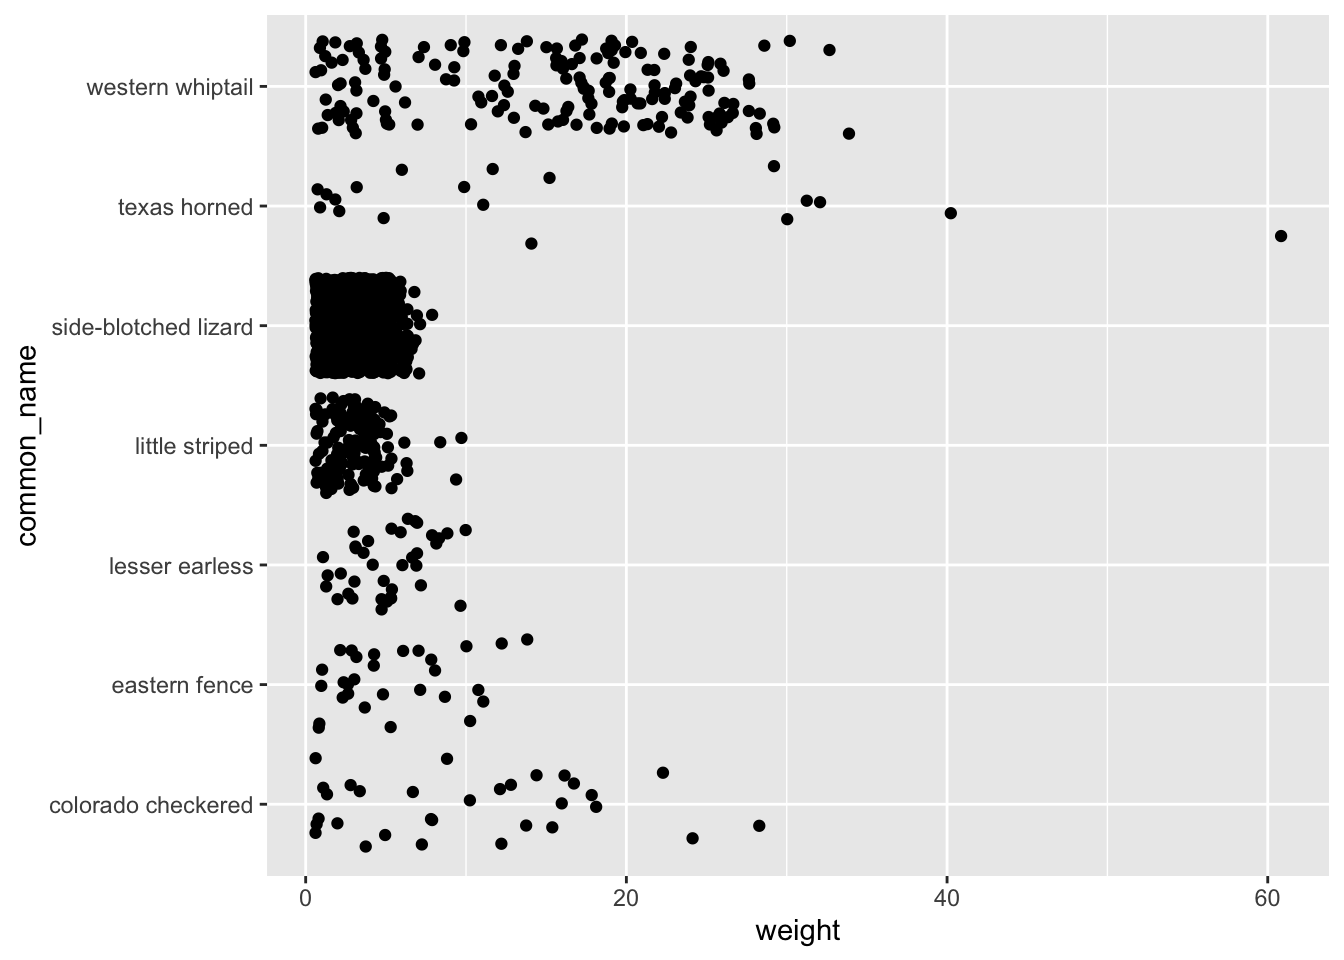 western whiptail
texas horned
side-blotched lizard
little striped
lesser earless
eastern fence
colorado checkered
common_name
0 20 40 60
weight